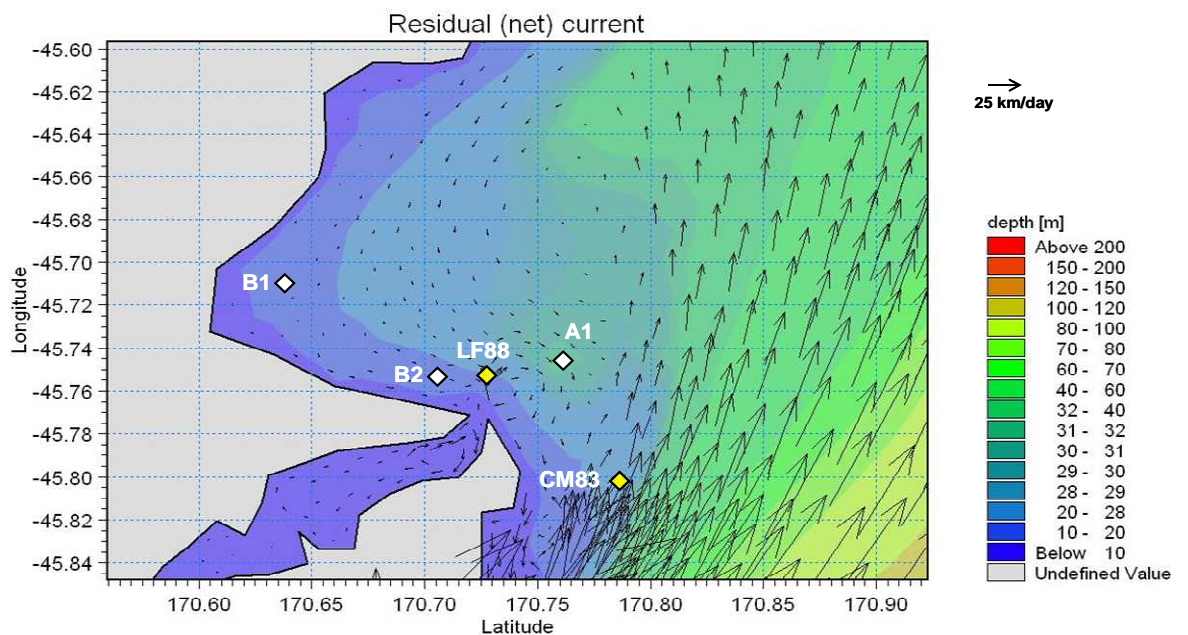 Residual (net) current
-45.60
-45.62
-45.64
-45.66
-45.68
-45.70
-45.72
-45.74
-45.76
-45.78
-45.80
-45.82
-45.84
Longitude
B1
A1
LF88
B2
CM83
170.60 170.65 170.70 170.75 170.80 170.85 170.90
Latitude
25 km/day
depth [m]
Above 200
150 - 200
120 - 150
100 - 120
80 - 100
70 - 80
60 - 70
40 - 60
32 - 40
31 - 32
30 - 31
29 - 30
28 - 29
20 - 28
10 - 20
Below 10
Undefined Value